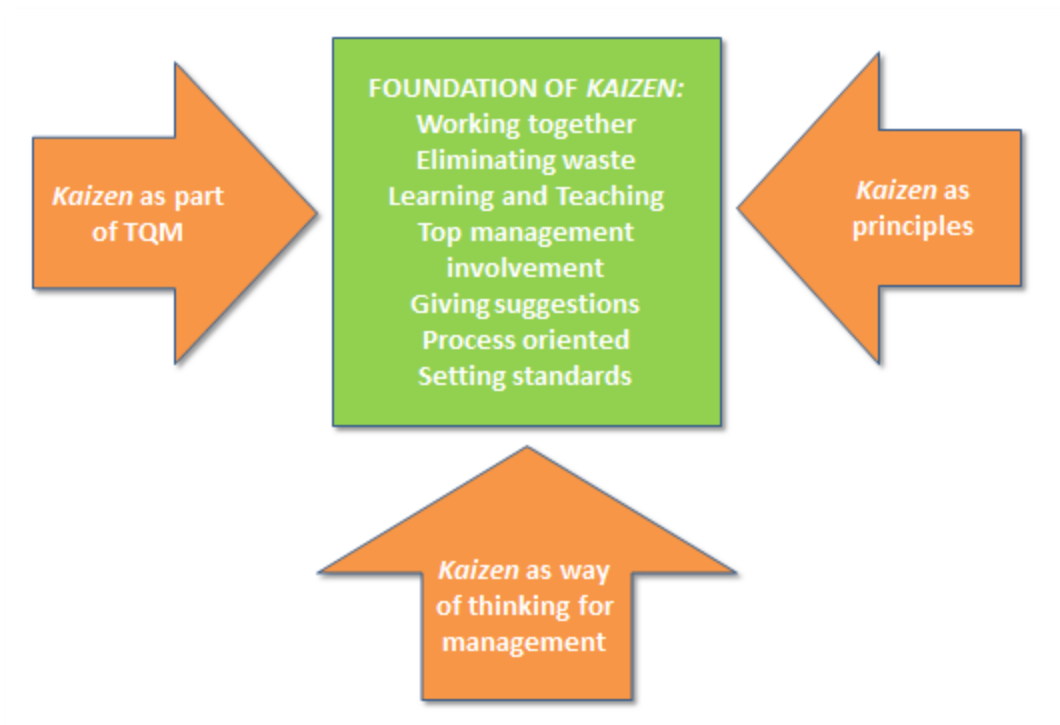 Kaizen as part
of TQM
FOUNDATION OF KAIZEN:
Working together
Eliminating waste
Learning and Teaching
Top management
involvement
Giving suggestions
Process oriented
Setting standards
Kaizen as
principles
Kaizen as way
of thinking for
management